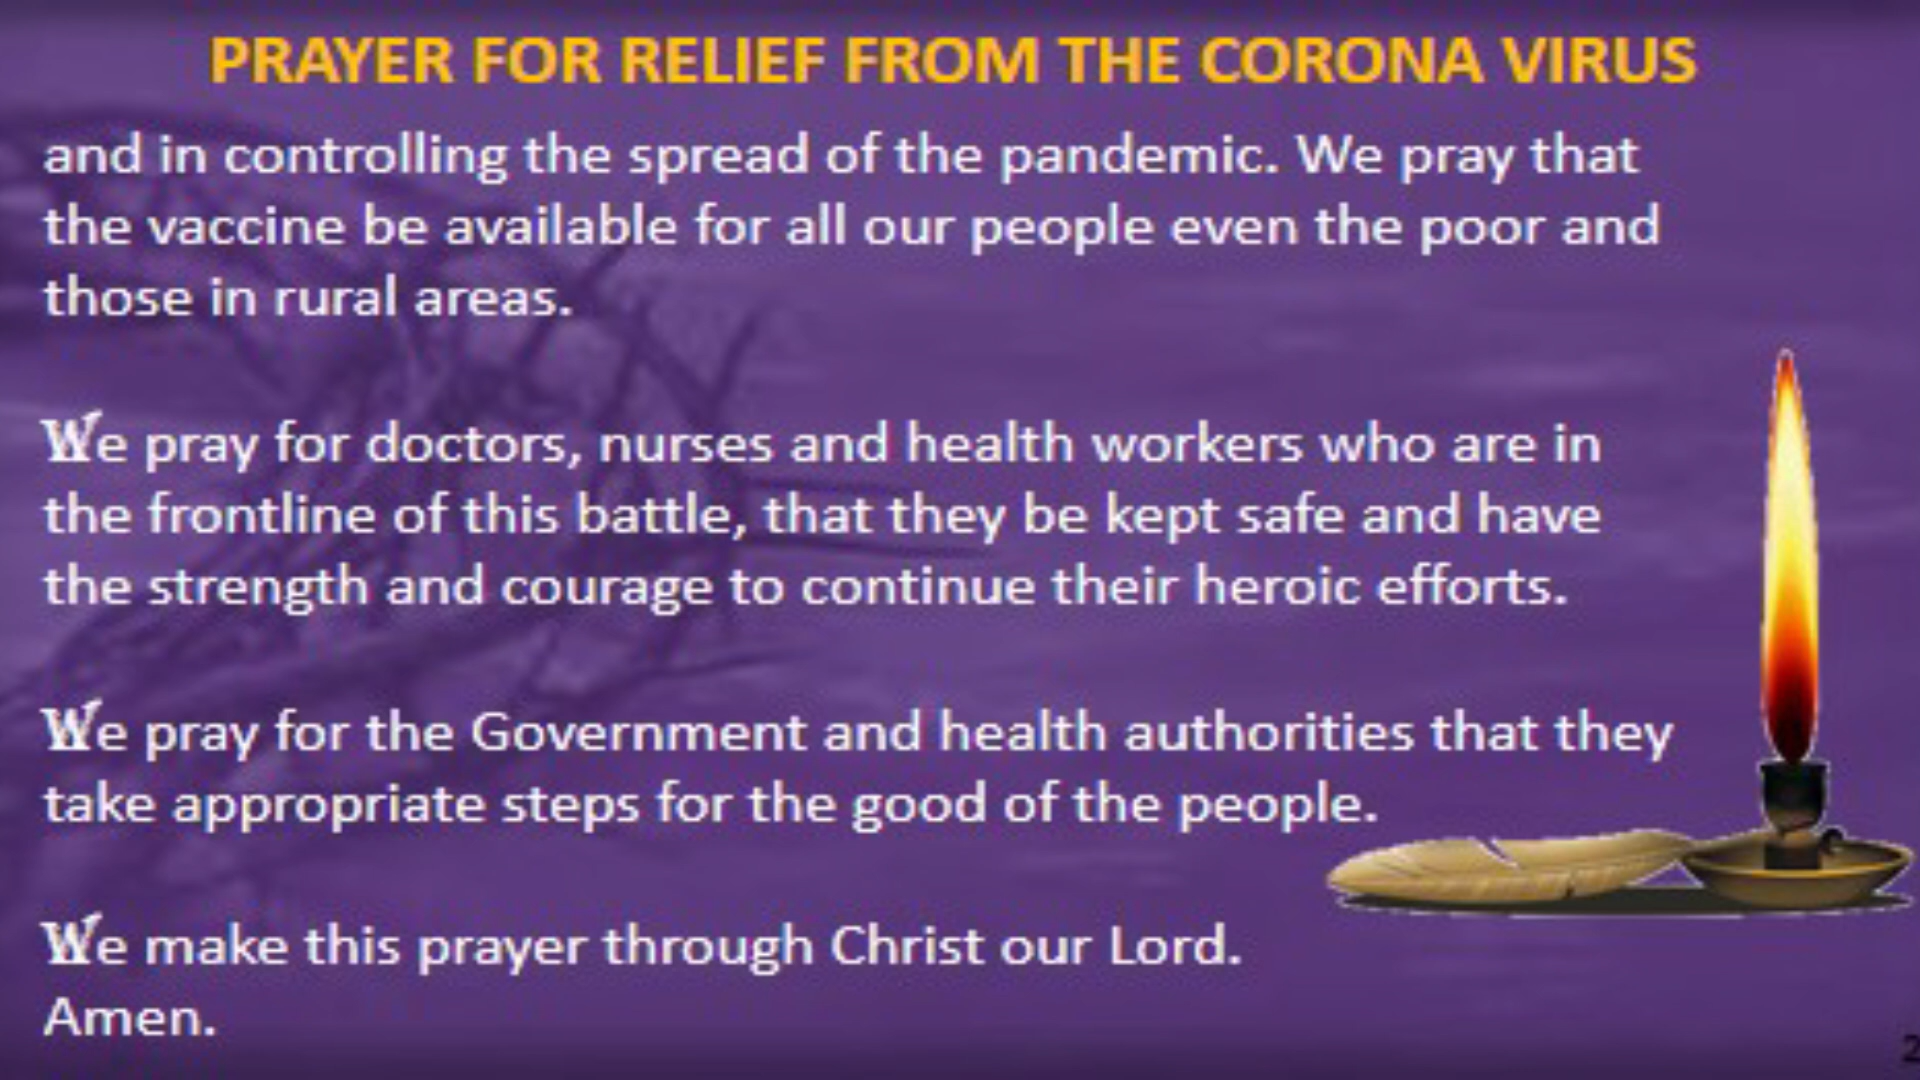 PRAYER FOR RELIEF FROM THE CORONA VIRUS
and in controlling the spread of the pandemic. We pray that
the vaccine be available for all our people even the poor and
those in rural areas.
We pray for doctors, nurses and health workers who are in
the frontline of this battle, that they be kept safe and have
the strength and courage to continue their heroic efforts.
We pray for the Government and health authorities that they
take appropriate steps for the good of the people.
We make this prayer through Christ our Lord.
Amen.
2